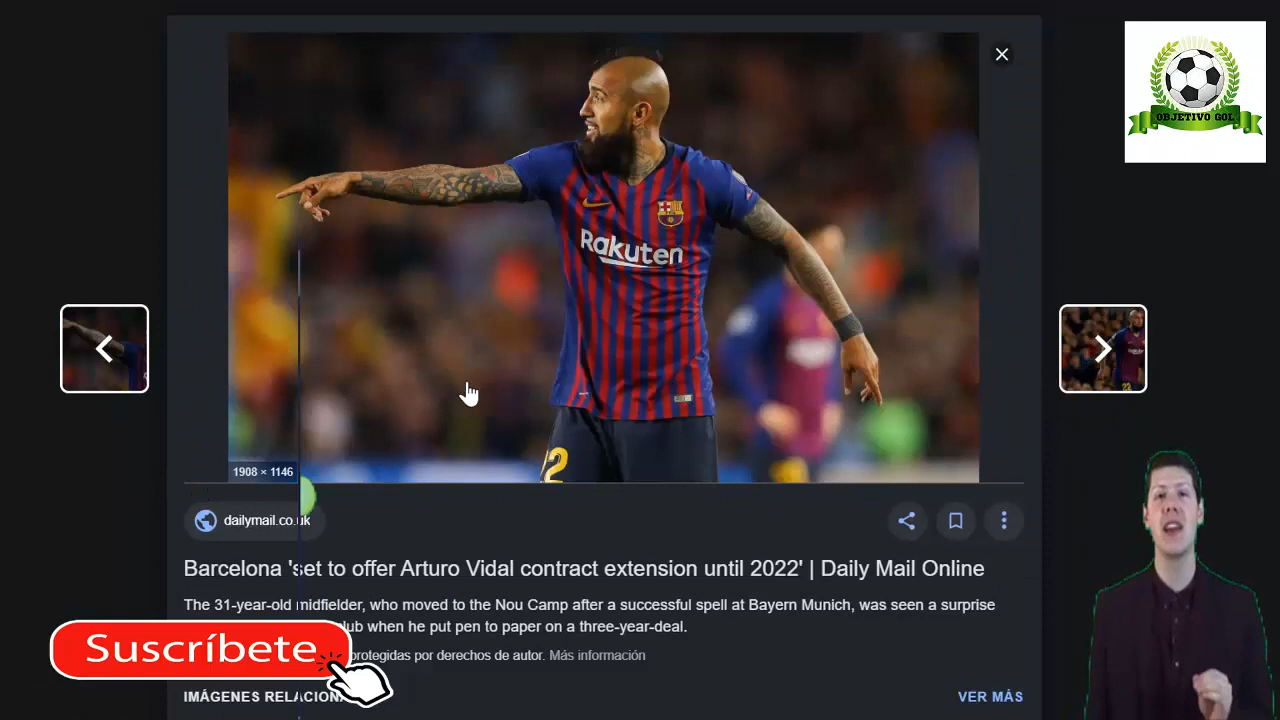 OBJETIVO GOL
Rakuten
22
1908 × 1146
dailymail.co.uk
Barcelona 'set to offer Arturo Vidal contract extension until 2022' | Daily Mail Online
The 31-year-old midfielder, who moved to the Nou Camp after a successful spell at Bayern Munich, was seen a surprise
club when he put pen to paper on a three-year-deal.
Suscríbete
protegidas por derechos de autor. Más información
IMÁGENES RELACION
VER MÁS